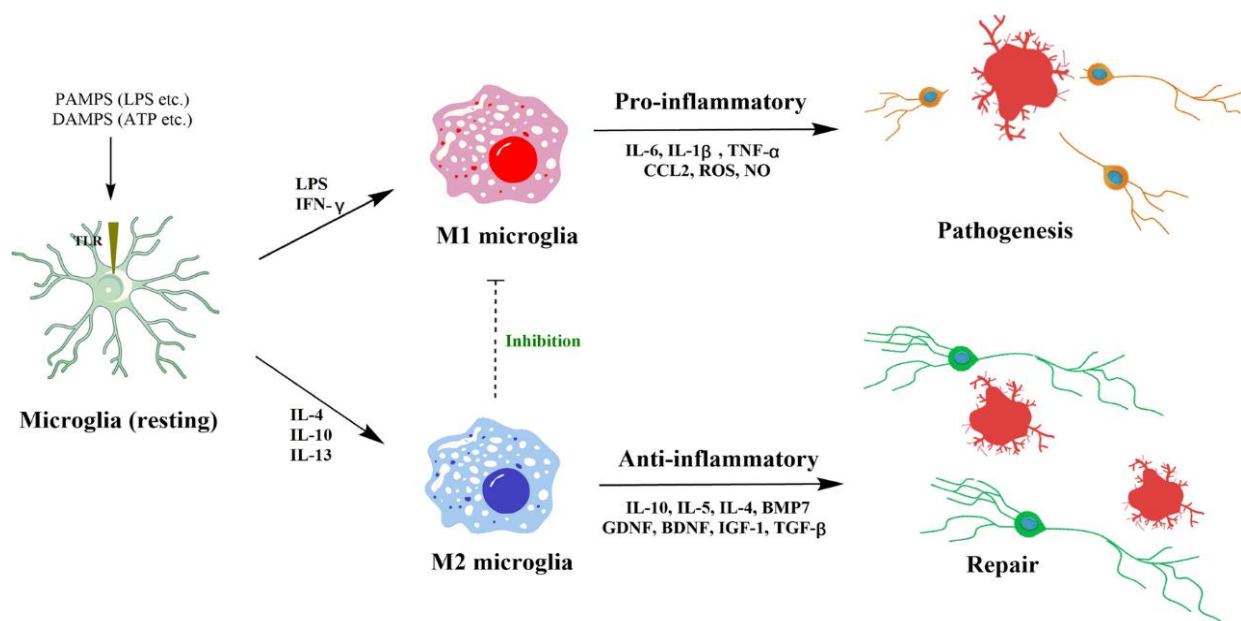 PAMPS (LPS etc.)
DAMPS (ATP etc.)
TLR
Microglia (resting)
LPS
IFN-γ
IL-4
IL-10
IL-13
M1 microglia
Inhibition
M2 microglia
Pro-inflammatory
IL-6, IL-1β , TNF-α
CCL2, ROS, NO
Pathogenesis
Anti-inflammatory
IL-10, IL-5, IL-4, BMP7
GDNF, BDNF, IGF-1, TGF-β
Repair